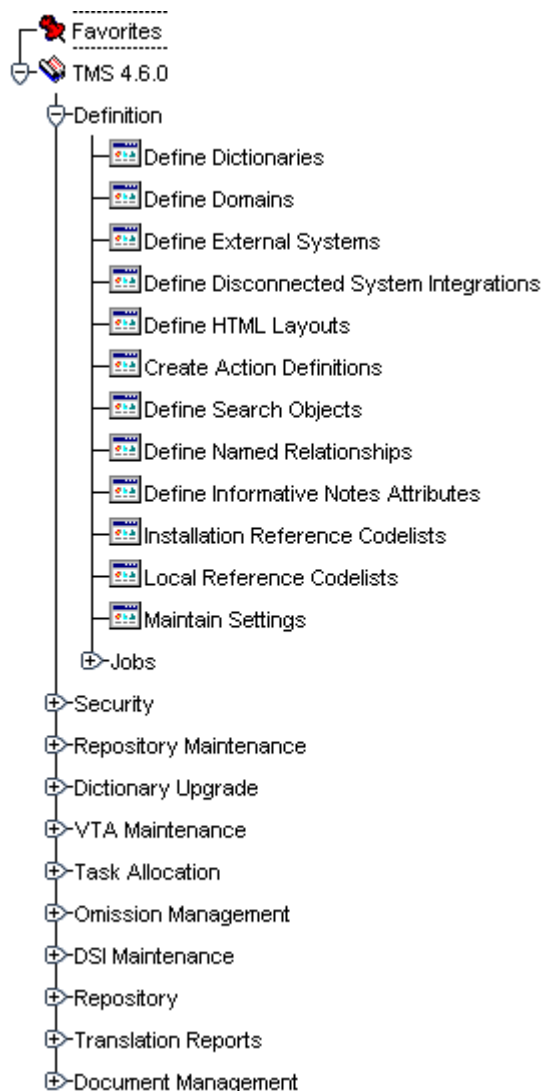 Favorites
TMS 4.6.0
Definition
Define Dictionaries
Define Domains
Define External Systems
Define Disconnected System Integrations
Define HTML Layouts
Create Action Definitions
Define Search Objects
Define Named Relationships
Define Informative Notes Attributes
Installation Reference Codelists
Local Reference Codelists
Maintain Settings
Jobs
Security
Repository Maintenance
Dictionary Upgrade
VTA Maintenance
Task Allocation
Omission Management
DSI Maintenance
Repository
Translation Reports
Document Management